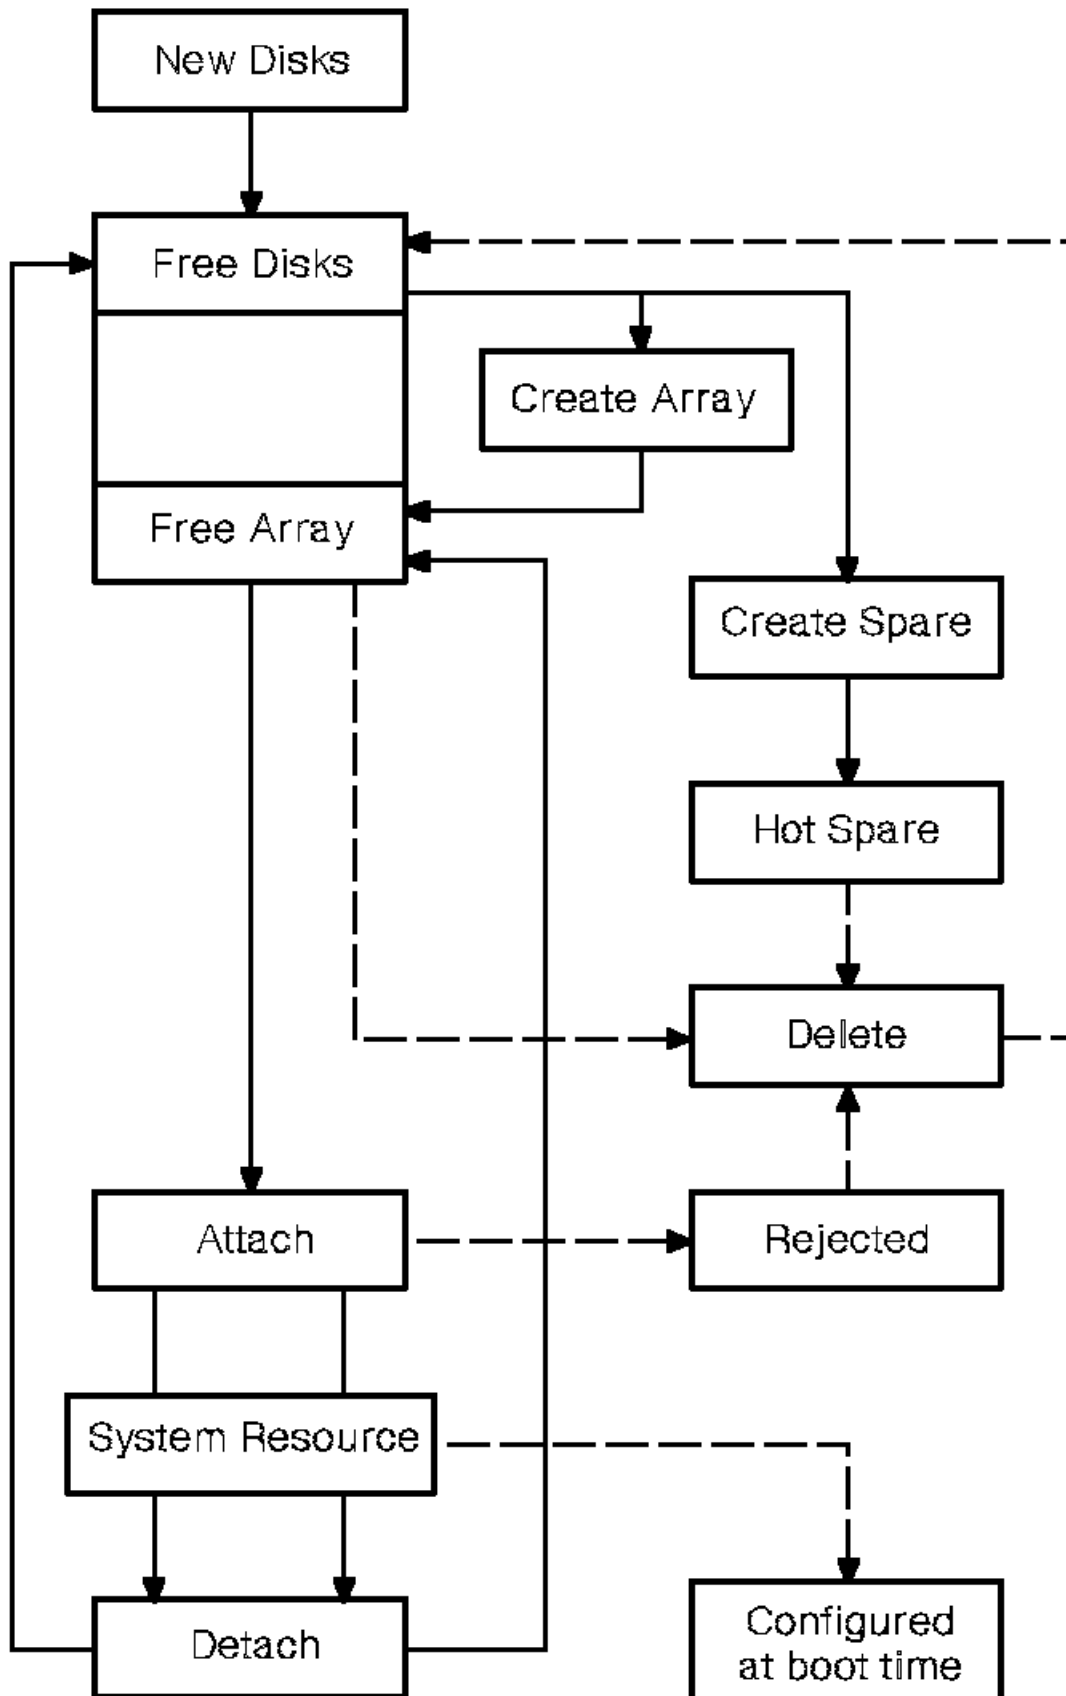 New Disks
Free Disks
Create Array
Free Array
Create Spare
Hot Spare
Delete
Attach
Rejected
System Resource
Detach
Configured
at boot time